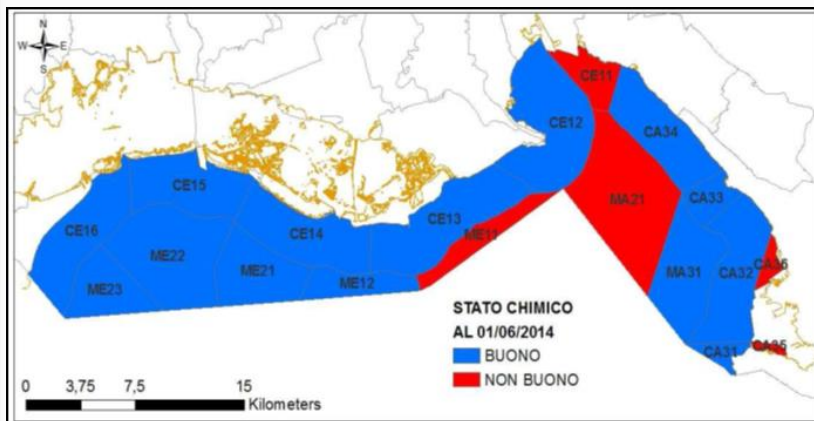 N
W E
S
CE11
CE12
CA34
CE15
MA21
CA33
CE13
CE16
CE14
ME11
ME22
CA36
ME21
MA31
CA32
ME12
ME23
STATO CHIMICO
AL 01/06/2014
CA35
CA31
BUONO
NON BUONO
0 3,75 7,5 15
Kilometers